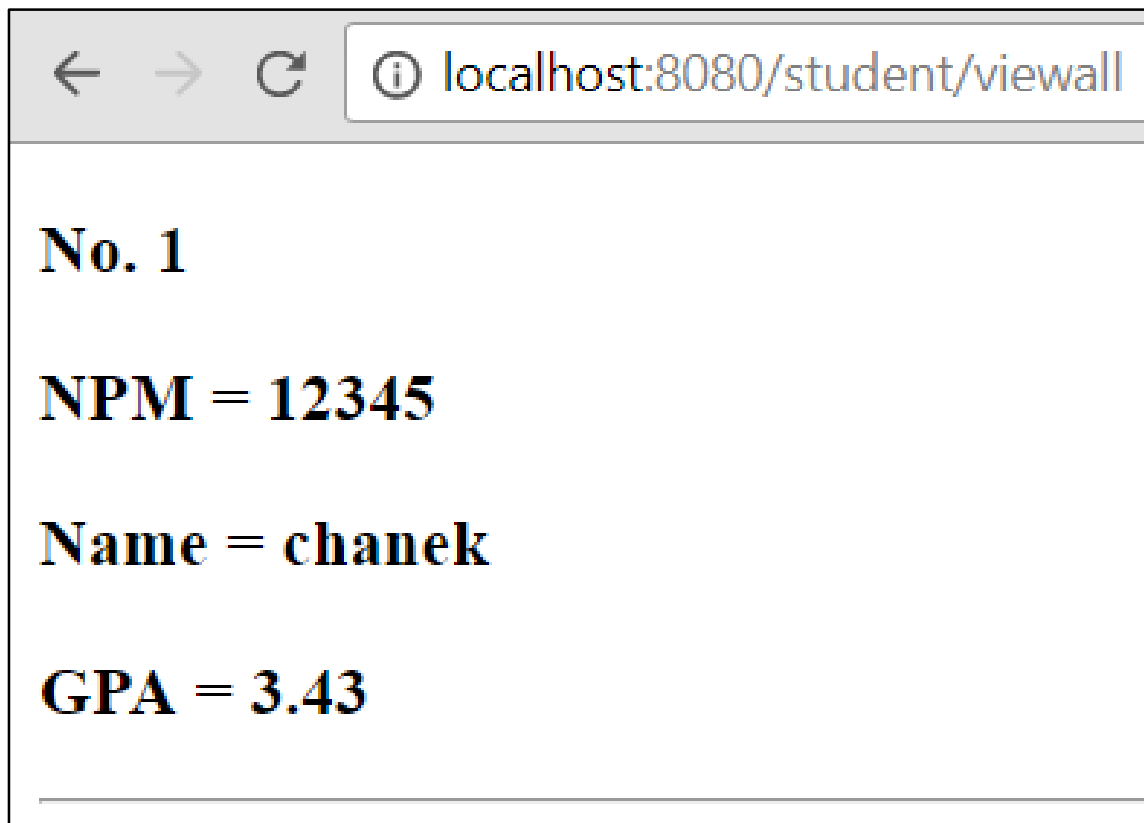 localhost:8080/student/viewall
No. 1
NPM = 12345
Name = chanek
GPA = 3.43